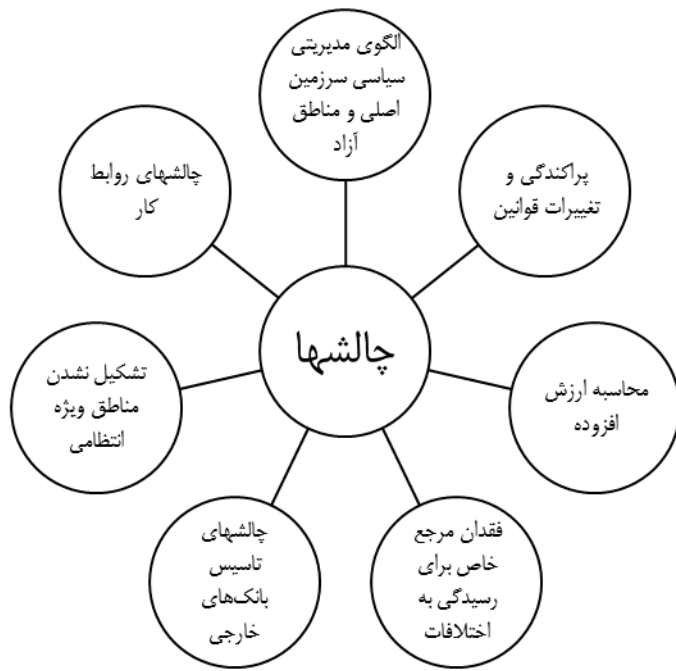 الگوی مدیریتی
سیاسی سرزمین
اصلی و مناطق
آزاد
پراکندگی و
تغییرات قوانین
محاسبه ارزش
افزوده
فقدان مرجع
خاص برای
رسیدگی به
اختلافات
چالشهای
تاسیس
بانک‌های
خارجی
تشکیل نشدن
مناطق ویژه
انتظامی
چالشهای روابط
کار
چالشها